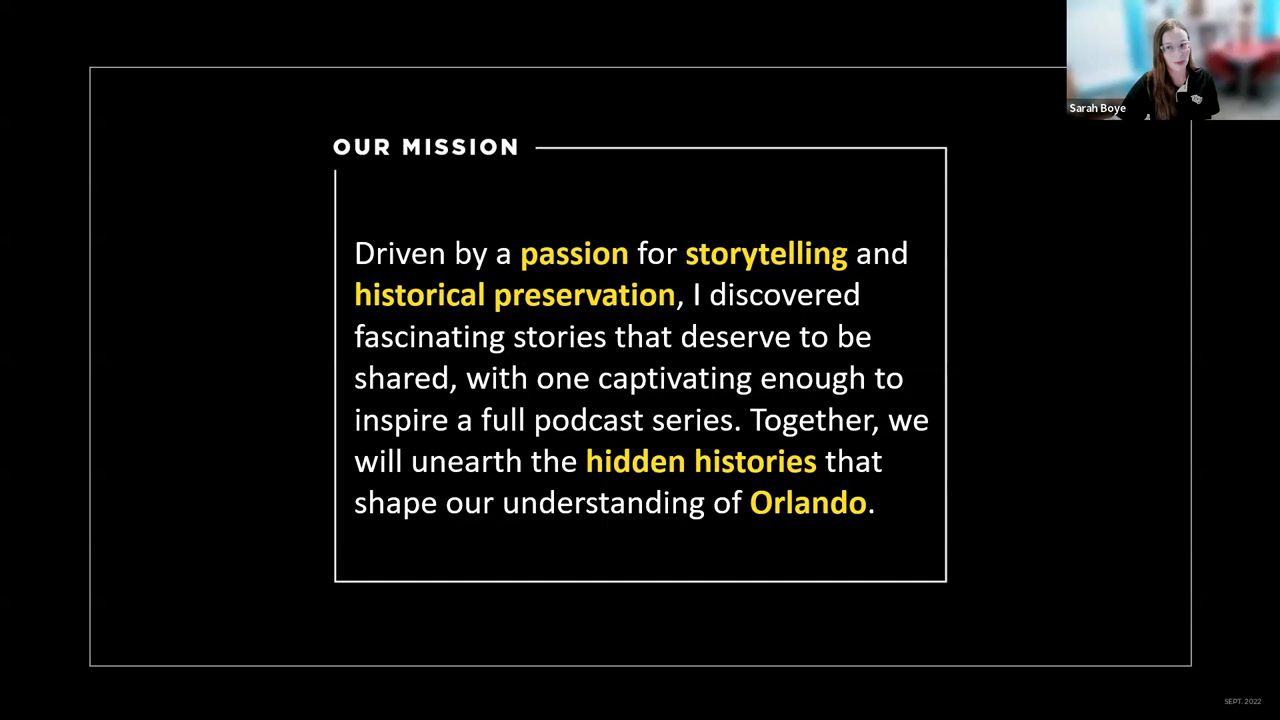 Sarah Boye
OUR MISSION
Driven by a passion for storytelling and
historical preservation, I discovered
fascinating stories that deserve to be
shared, with one captivating enough to
inspire a full podcast series. Together, we
will unearth the hidden histories that
shape our understanding of Orlando.
SEPT. 2022